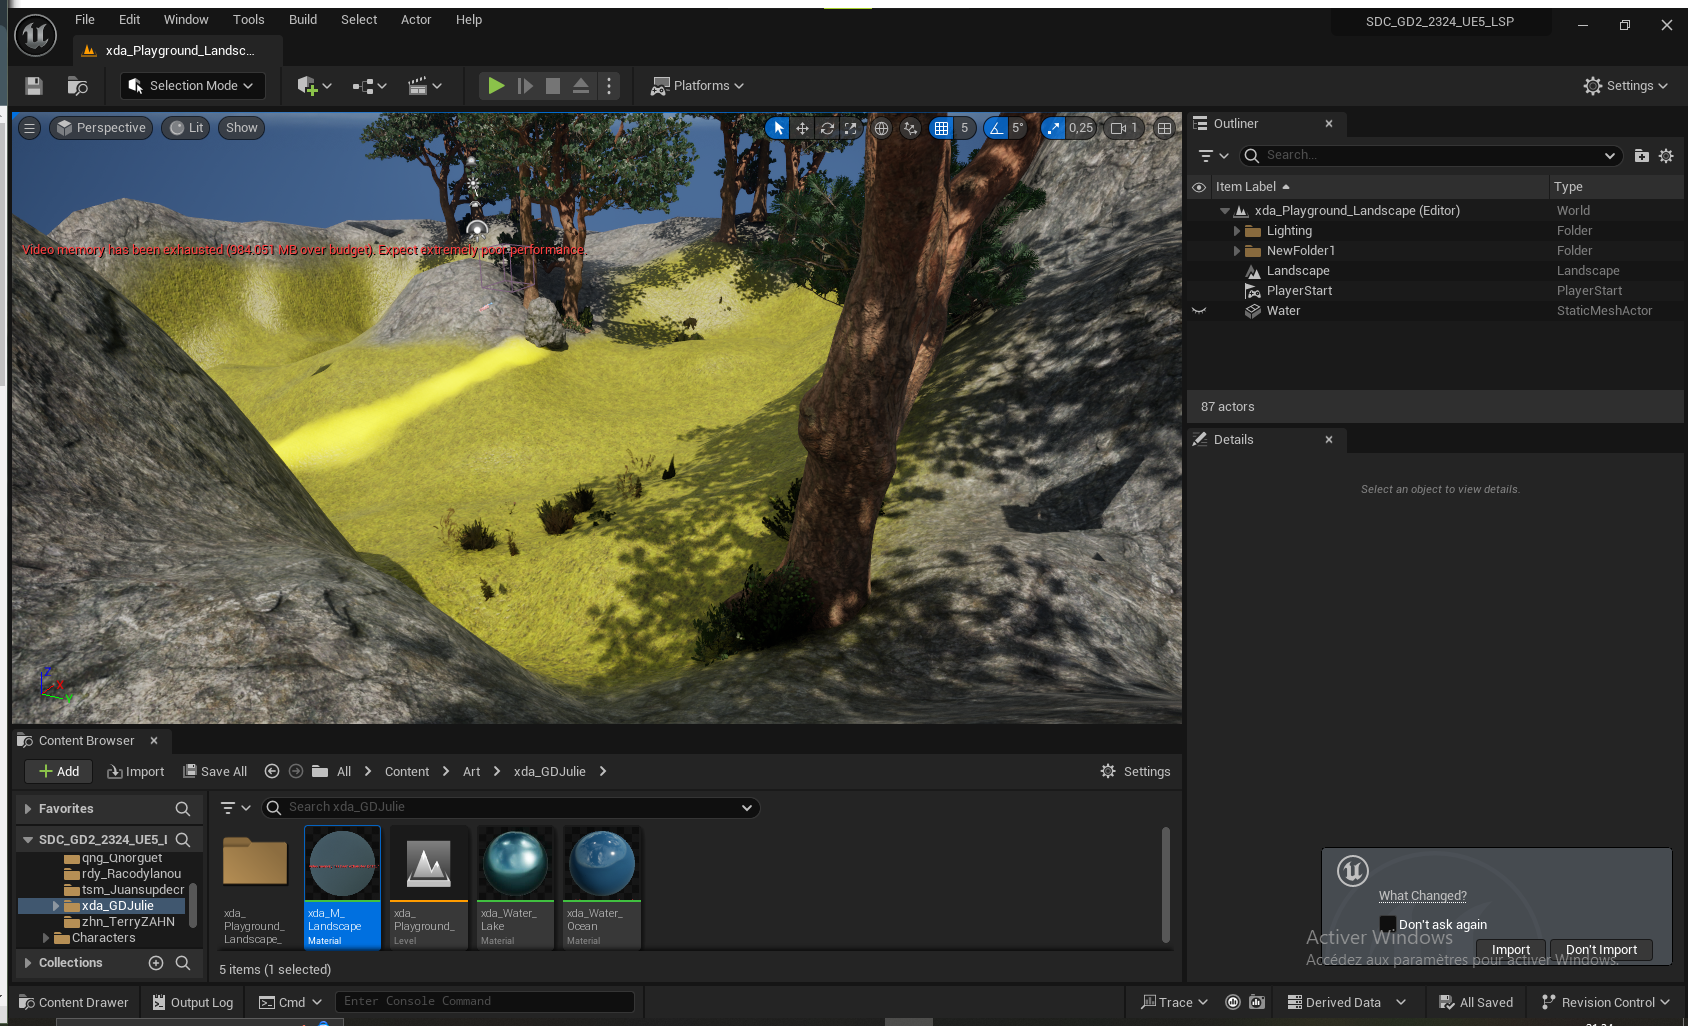 File Edit Window Tools Build Select Actor Help
SDC_GD2_2324_UE5_LSP
xda_Playground_Landsc...
Selection Mode
Platforms
Settings
Perspective Lit Show
5 5° 0,25 1
Video memory has been exhausted (984.051 MB over budget). Expect extremely poor performance.
Z
X
Y
Outliner
Search...
Item Label Type
xda_Playground_Landscape (Editor) World
Lighting Folder
NewFolder1 Folder
Landscape Landscape
PlayerStart PlayerStart
Water StaticMeshActor
87 actors
Details
Select an object to view details.
Content Browser
Add Import Save All All Content Art xda_GDJulie Settings
Favorites
Search xda_GDJulie
SDC_GD2_2324_UE5_l
qng_Qnorguet
rdy_Racodylanou
tsm_Juansupdecr
xda_GDJulie
zhn_TerryZAHN
Characters
Collections
xda_
Playground_
Landscape_
xda_M_
Landscape
Material
xda_
Playground_
Level
xda_Water_
Lake
Material
xda_Water_
Ocean
Material
5 items (1 selected)
What Changed?
Don't ask again
Import Don't Import
Activer Windows
Accédez aux paramètres pour activer Windows.
Content Drawer Output Log Cmd Enter Console Command Trace Derived Data All Saved Revision Control